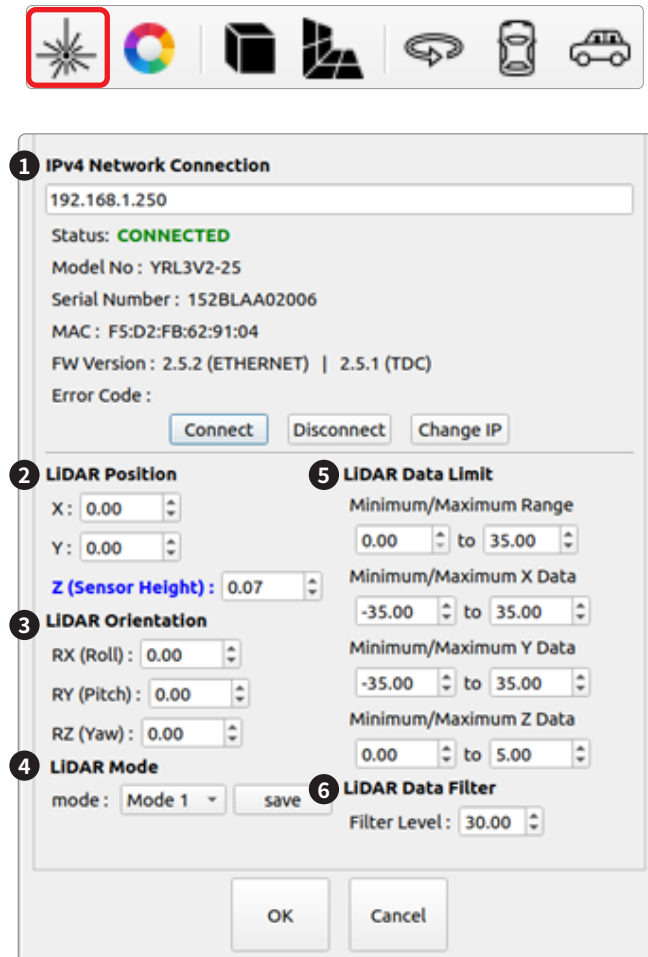 1 IPv4 Network Connection
192.168.1.250
Status: CONNECTED
Model No : YRL3V2-25
Serial Number : 152BLAA02006
MAC : F5:D2:FB:62:91:04
FW Version : 2.5.2 (ETHERNET) | 2.5.1 (TDC)
Error Code :
Connect Disconnect Change IP
2 LiDAR Position
X : 0.00
Y : 0.00
Z (Sensor Height) : 0.07
3 LiDAR Orientation
RX (Roll) : 0.00
RY (Pitch) : 0.00
RZ (Yaw) : 0.00
4 LiDAR Mode
mode : Mode 1 save
5 LiDAR Data Limit
Minimum/Maximum Range
0.00 to 35.00
Minimum/Maximum X Data
-35.00 to 35.00
Minimum/Maximum Y Data
-35.00 to 35.00
Minimum/Maximum Z Data
0.00 to 5.00
6 LiDAR Data Filter
Filter Level : 30.00
OK Cancel